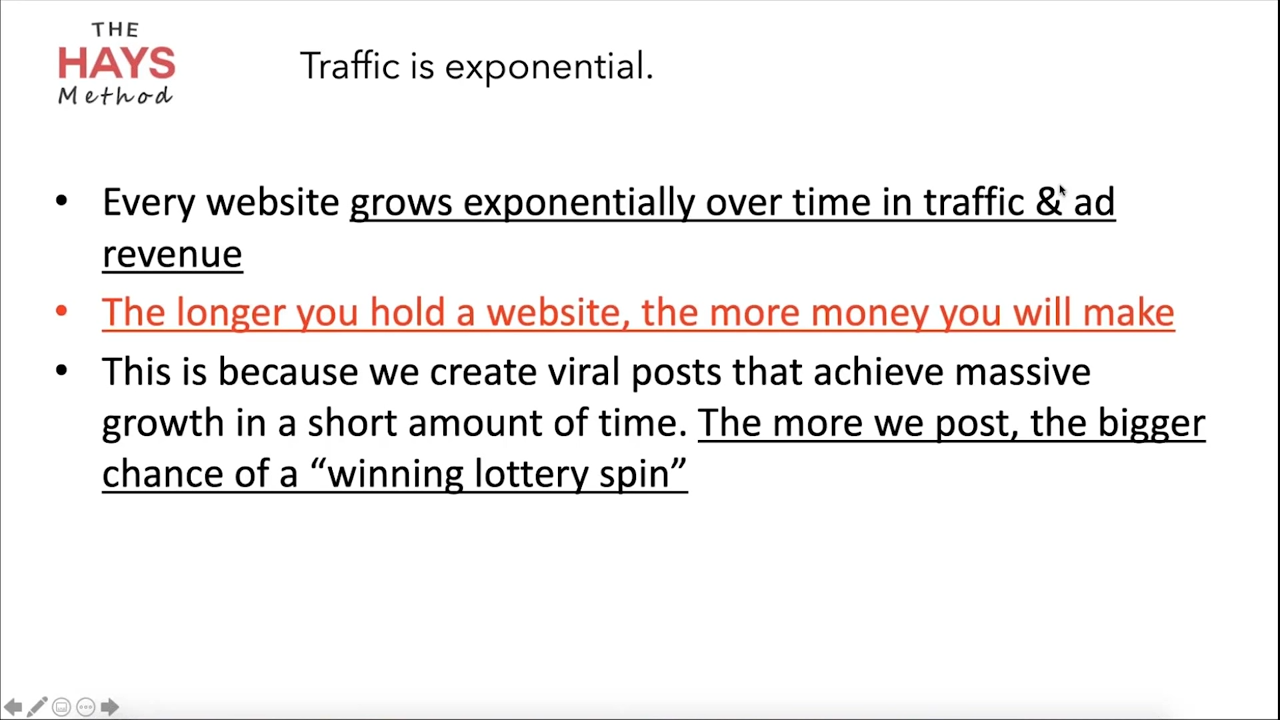 THE
HAYS
Method
Traffic is exponential.
• Every website grows exponentially over time in traffic & ad
revenue
• The longer you hold a website, the more money you will make
• This is because we create viral posts that achieve massive
growth in a short amount of time. The more we post, the bigger
chance of a “winning lottery spin”